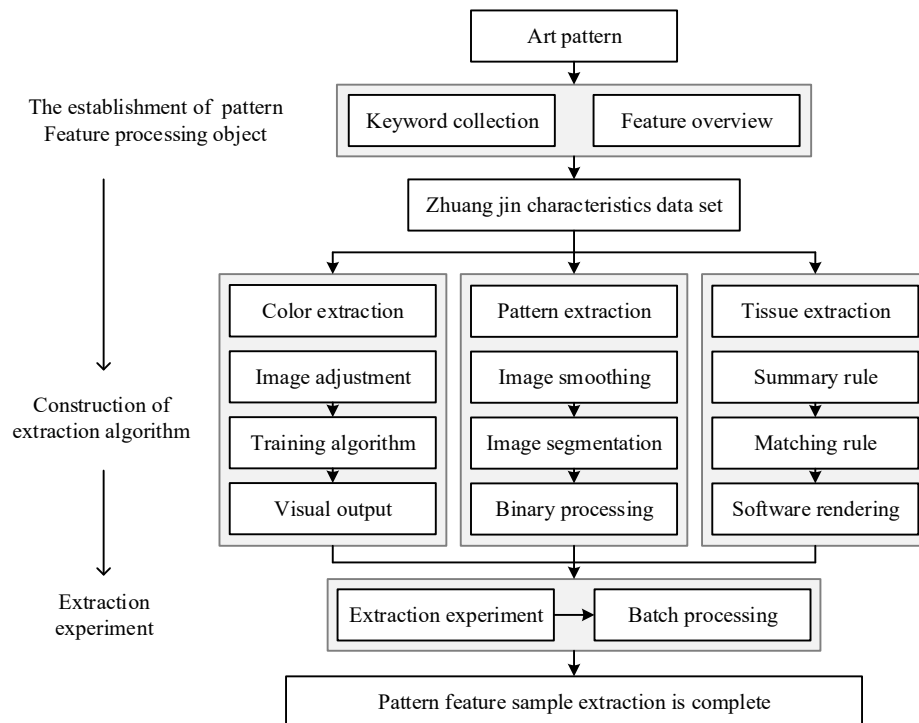 Art pattern
The establishment of pattern
Feature processing object
Keyword collection
Feature overview
Zhuang jin characteristics data set
Color extraction
Image adjustment
Training algorithm
Visual output
Pattern extraction
Image smoothing
Image segmentation
Binary processing
Tissue extraction
Summary rule
Matching rule
Software rendering
Construction of
extraction algorithm
Extraction
experiment
Extraction experiment
Batch processing
Pattern feature sample extraction is complete